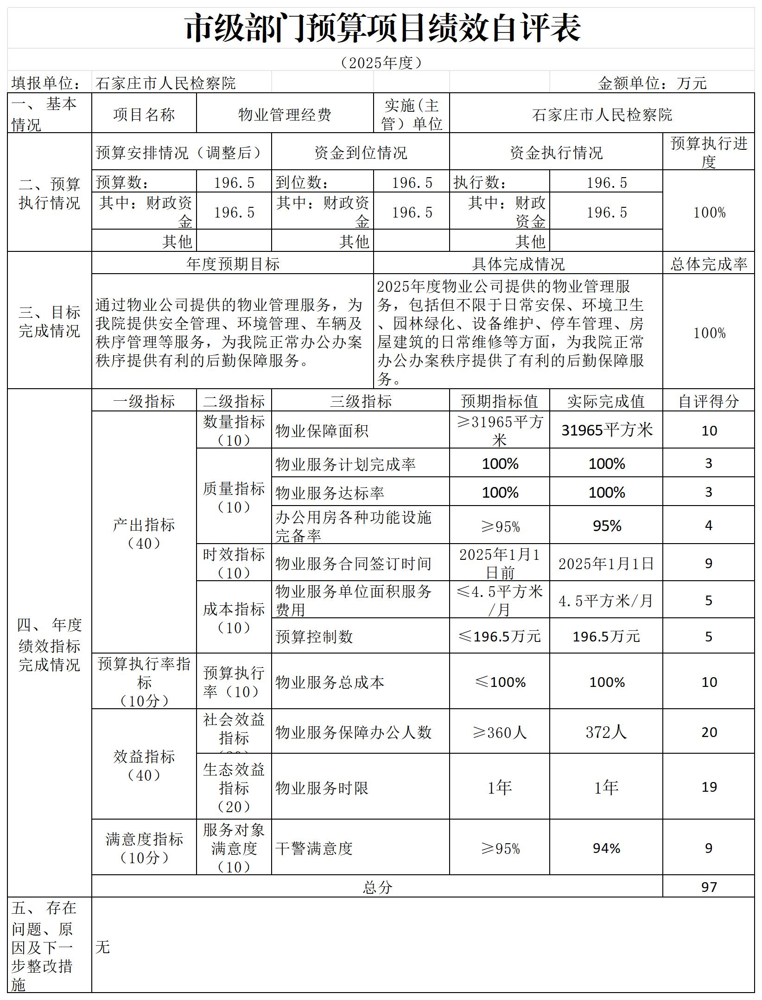 市级部门预算项目绩效自评表
（2025年度）
填报单位：
石家庄市人民检察院
金额单位：万元
一、 基本
情况
项目名称
物业管理经费
实施(主
管）单位
石家庄市人民检察院
二、预算
执行情况
预算安排情况（调整后）
资金到位情况
资金执行情况
预算执行进
度
预算数：
196.5
到位数：
196.5
执行数：
196.5
100%
其中：财政资
金
196.5
其中：财政资
金
196.5
其中：财政
资金
196.5
其他
其他
其他
三、目标
完成情况
年度预期目标
具体完成情况
总体完成率
通过物业公司提供的物业管理服务，为
我院提供安全管理、环境管理、车辆及
秩序管理等服务，为我院正常办公办案
秩序提供有利的后勤保障服务。
2025年度物业公司提供的物业管理服
务，包括但不限于日常安保、环境卫生
、园林绿化、设备维护、停车管理、房
屋建筑的日常维修等方面，为我院正常
办公办案秩序提供了有利的后勤保障服
务。
100%
四、 年度
绩效指标
完成情况
一级指标
二级指标
三级指标
预期指标值
实际完成值
自评得分
产出指标
（40）
数量指标
（10）
物业保障面积
≥31965平方
米
31965平方米
10
质量指标
（10）
物业服务计划完成率
100%
100%
3
物业服务达标率
100%
100%
3
办公用房各种功能设施
完备率
≥95%
95%
4
时效指标
（10）
物业服务合同签订时间
2025年1月1
日前
2025年1月1日
9
成本指标
（10）
物业服务单位面积服务
费用
≤4.5平方米
/月
4.5平方米/月
5
预算控制数
≤196.5万元
196.5万元
5
预算执行率指
标
（10分）
预算执行
率（10）
物业服务总成本
≤100%
100%
10
效益指标
（40）
社会效益
指标
物业服务保障办公人数
≥360人
372人
20
生态效益
指标
（20）
物业服务时限
1年
1年
19
满意度指标
（10分）
服务对象
满意度
（10）
干警满意度
≥95%
94%
9
总分
97
五、 存在
问题、原
因及下一
步整改措
施
无